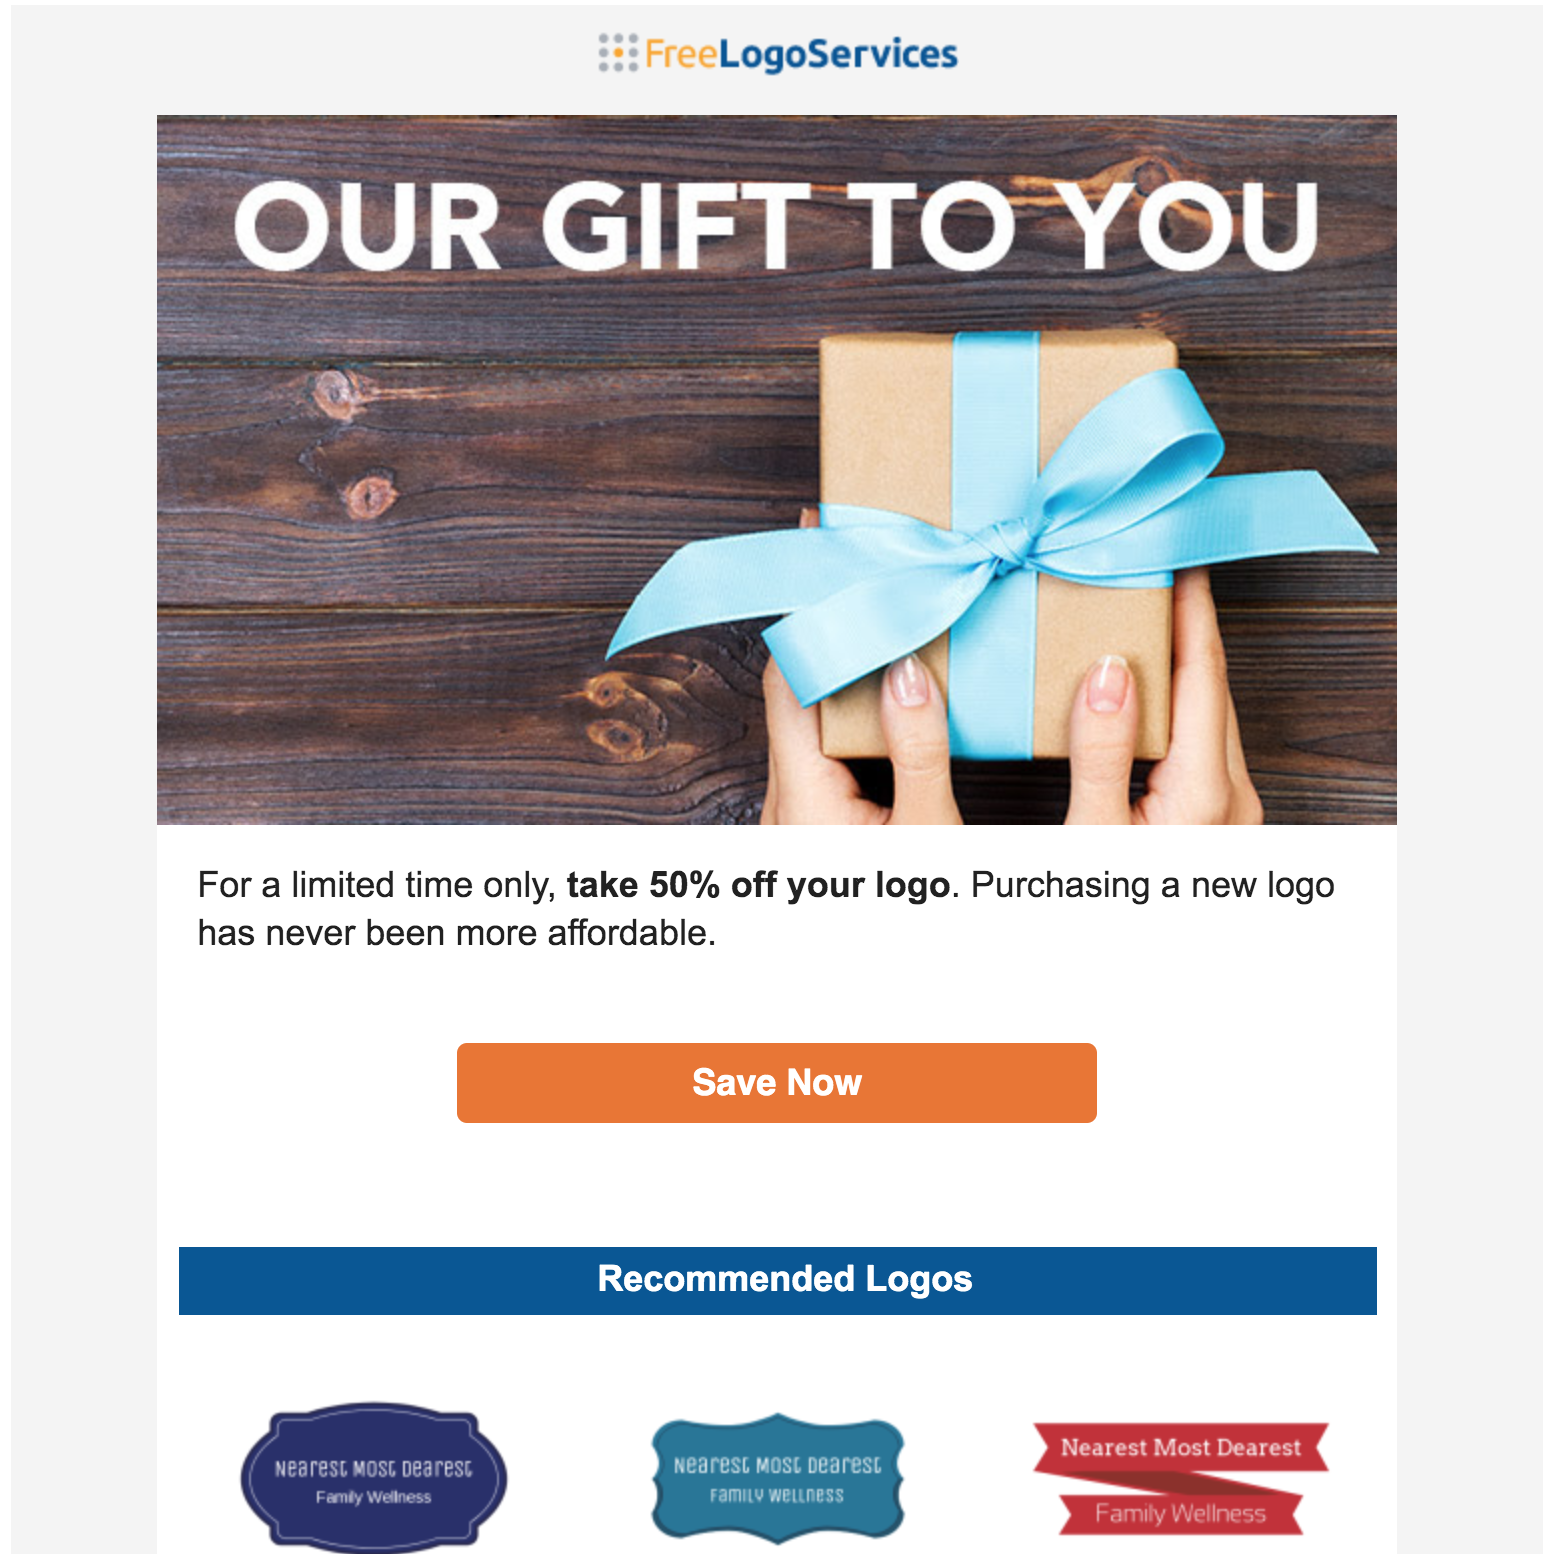 FreeLogoServices
OUR GIFT TO YOU
For a limited time only, take 50% off your logo. Purchasing a new logo
has never been more affordable.
Save Now
Recommended Logos
Nearest Most Dearest
Family Wellness
Nearest Most Dearest
Family Wellness
Nearest Most Dearest
Family Wellness